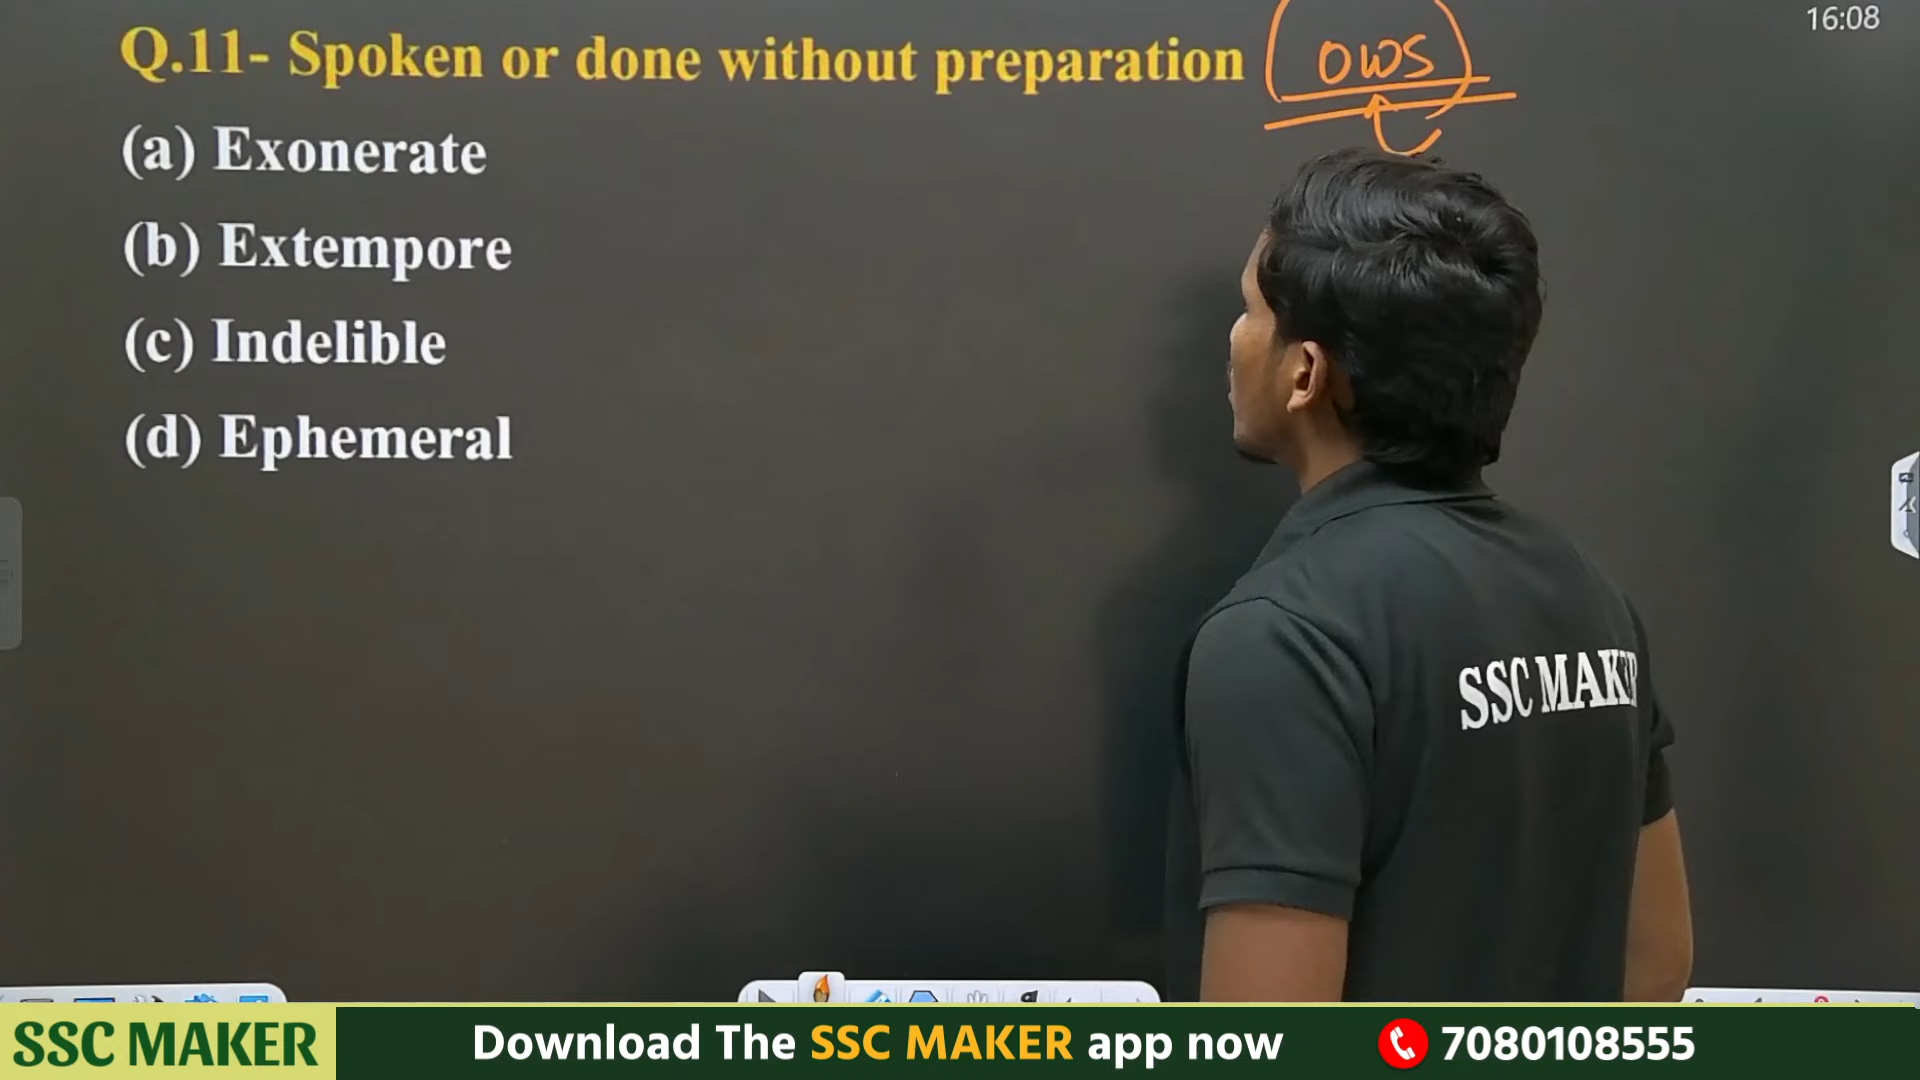 16:08
Q.11- Spoken or done without preparation (OWS)
(a) Exonerate
(b) Extempore
(c) Indelible
(d) Ephemeral
SSC MAKER
SSC MAKER Download The SSC MAKER app now 7080108555